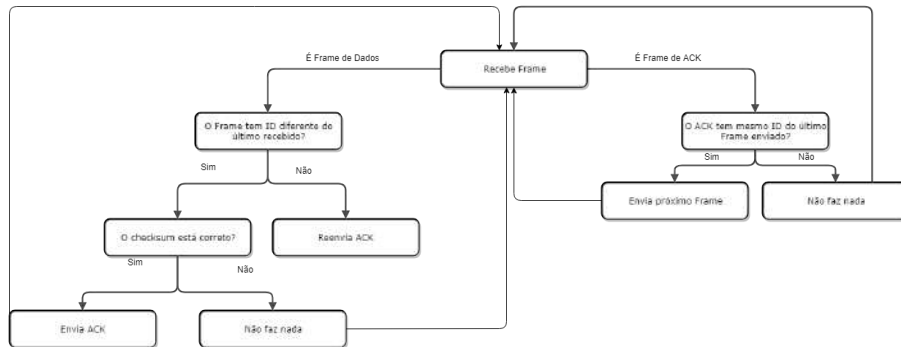 É Frame de Dados
Recebe Frame
É Frame de ACK
O Frame tem ID diferente do
último recebido?
O ACK tem mesmo ID do último
Frame enviado?
Sim
Não
Sim
Não
Envia próximo Frame
Não faz nada
O checksum está correto?
Reenvia ACK
Sim
Não
Envia ACK
Não faz nada